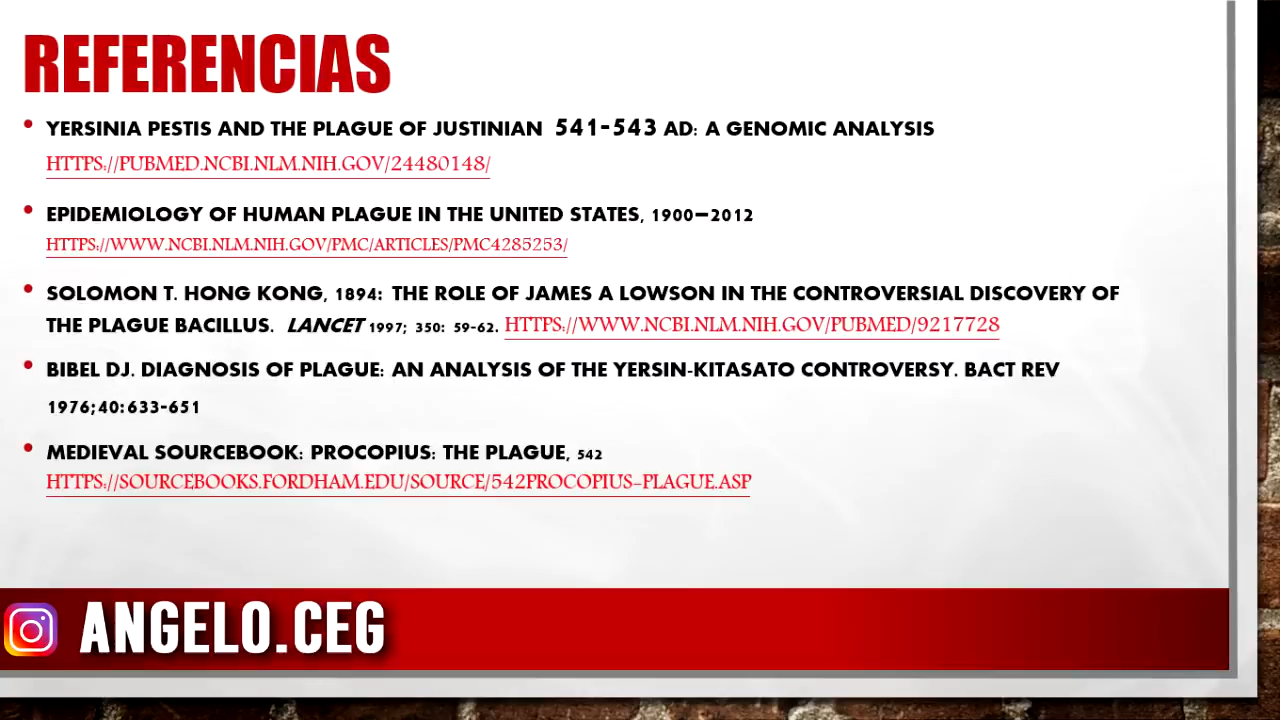 REFERENCIAS
• YERSINIA PESTIS AND THE PLAGUE OF JUSTINIAN 541-543 AD: A GENOMIC ANALYSIS
HTTPS://PUBMED.NCBI.NLM.NIH.GOV/24480148/
• EPIDEMIOLOGY OF HUMAN PLAGUE IN THE UNITED STATES, 1900–2012
HTTPS://WWW.NCBI.NLM.NIH.GOV/PMC/ARTICLES/PMC4285253/
• SOLOMON T. HONG KONG, 1894: THE ROLE OF JAMES A LOWSON IN THE CONTROVERSIAL DISCOVERY OF
THE PLAGUE BACILLUS. LANCET 1997; 350: 59-62. HTTPS://WWW.NCBI.NLM.NIH.GOV/PUBMED/9217728
• BIBEL DJ. DIAGNOSIS OF PLAGUE: AN ANALYSIS OF THE YERSIN-KITASATO CONTROVERSY. BACT REV
1976;40:633-651
• MEDIEVAL SOURCEBOOK: PROCOPIUS: THE PLAGUE, 542
HTTPS://SOURCEBOOKS.FORDHAM.EDU/SOURCE/542PROCOPIUS-PLAGUE.ASP
ANGELO.CEG